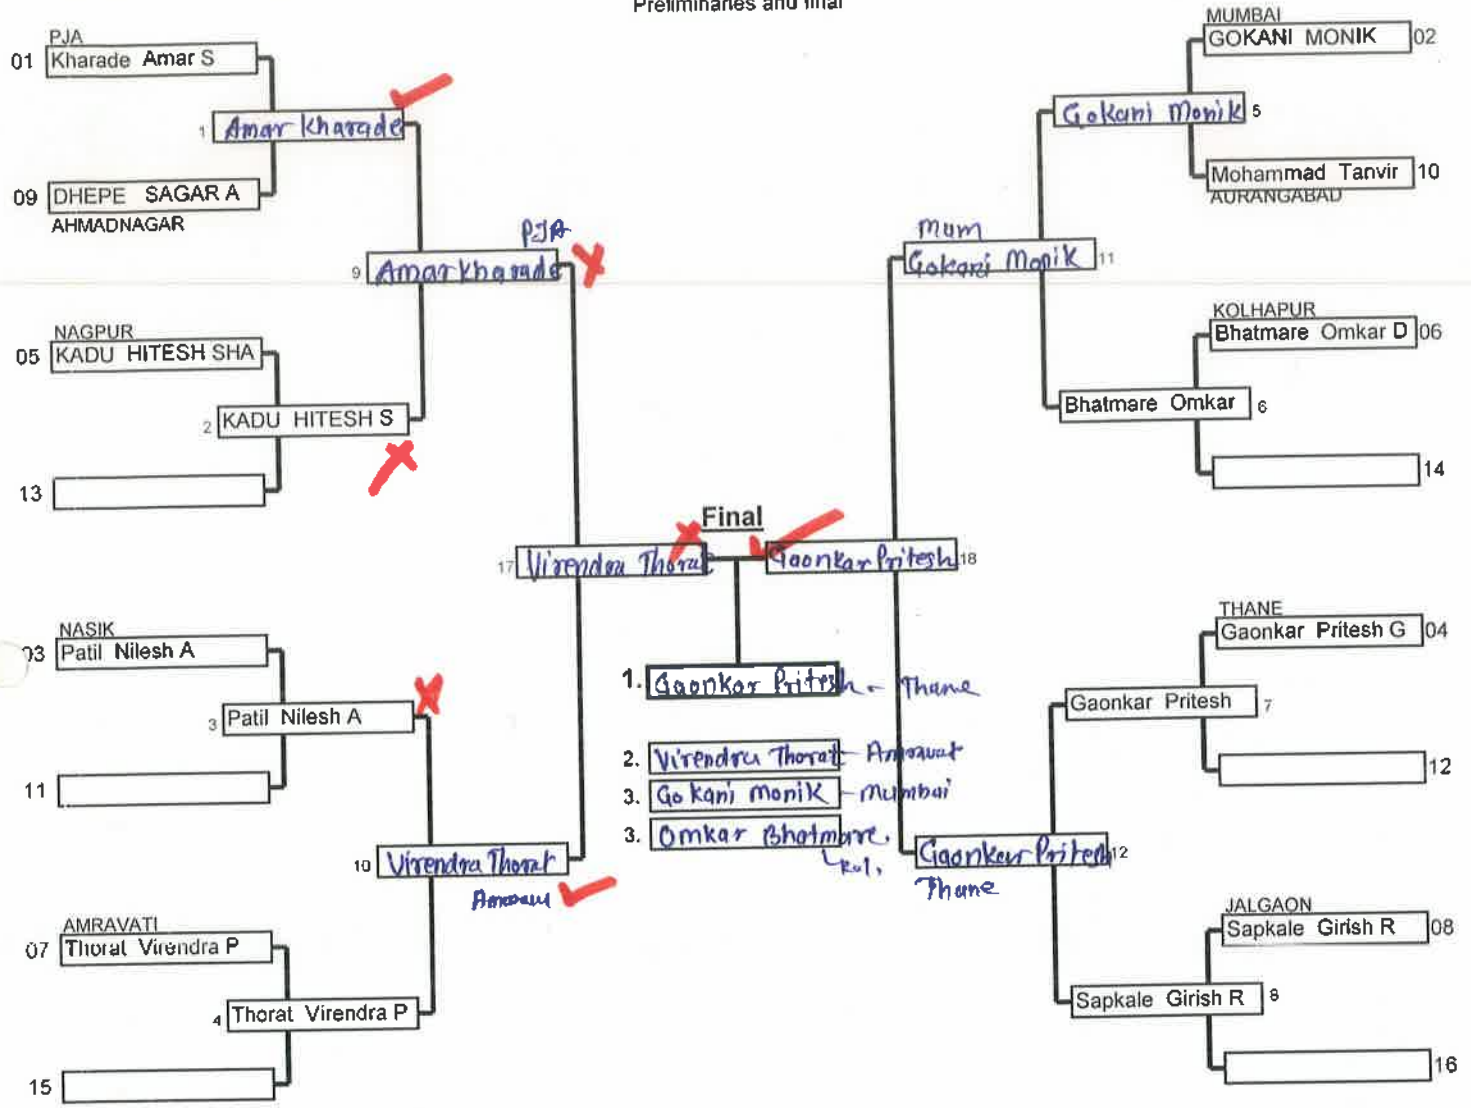 Preliminaries and final
PJA
01 Kharade Amar S
1 Amar Kharade
09 DHEPE SAGAR A
AHMADNAGAR
PJA
9 Amar Kharade
NAGPUR
05 KADU HITESH SHA
2 KADU HITESH S
13
17 Virendra Thorat
NASIK
03 Patil Nilesh A
3 Patil Nilesh A
11
10 Virendra Thorat
AMRAVATI
07 Thorat Virendra P
4 Thorat Virendra P
15
Final
1. Gaonkar Pritesh - Thane
2. Virendra Thorat - Amravat
3. Gokani Monik - Mumbai
3. Omkar Bhatmare.
Kol.
MUMBAI
GOKANI MONIK 02
Gokani Monik 5
Mohammad Tanvir 10
AURANGABAD
Mum
Gokani Monik 11
KOLHAPUR
Bhatmare Omkar D 06
Bhatmare Omkar 6
14
Gaonkar Pritesh 18
THANE
Gaonkar Pritesh G 04
Gaonkar Pritesh 7
12
Gaonkar Pritesh 12
Thane
JALGAON
Sapkale Girish R 08
Sapkale Girish R 8
16